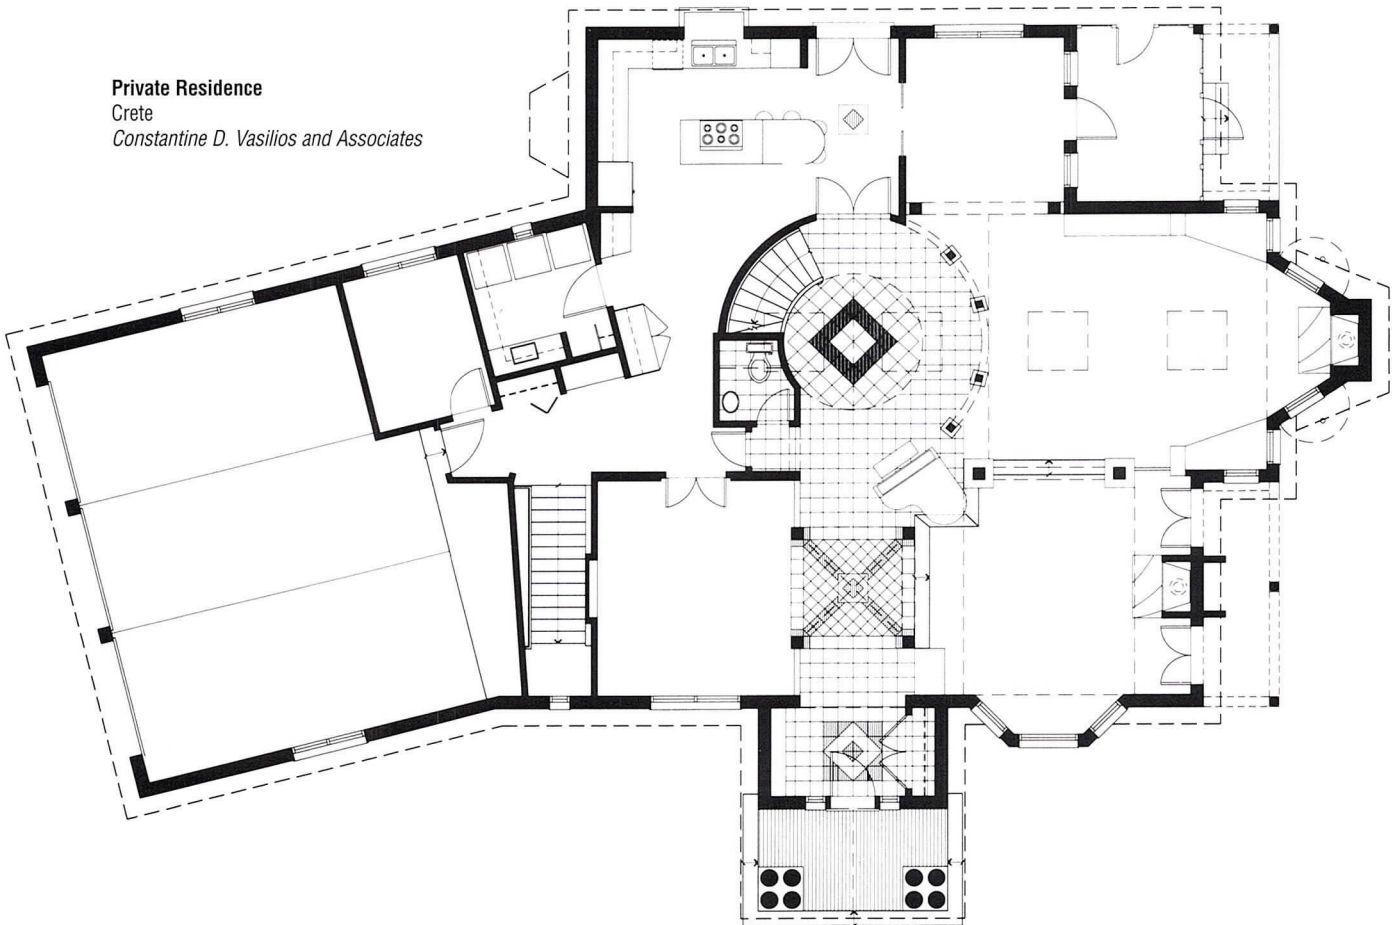 Private Residence
Crete
Constantine D. Vasilios and Associates